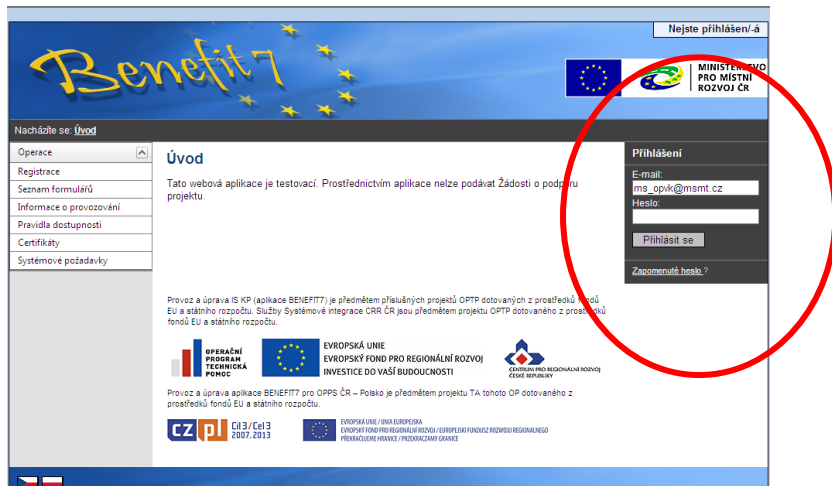 Nejste přihlášen/-á
Benefit7
MINISTERSTVO
PRO MÍSTNÍ
ROZVOJ ČR
Nacházíte se: Úvod
Operace
Registrace
Seznam formulářů
Informace o provozování
Pravidla dostupnosti
Certifikáty
Systémové požadavky
Úvod
Tato webová aplikace je testovací. Prostřednictvím aplikace nelze podávat Žádosti o podporu
projektu.
Přihlášení
E-mail:
ms_opvk@msmt.cz
Heslo:
Přihlásit se
Zapomenuté heslo ?
Provoz a úprava IS KP (aplikace BENEFIT7) je předmětem příslušných projektů OPTP dotovaných z prostředků fondů
EU a státního rozpočtu. Služby Systémové integrace CRR ČR jsou předmětem projektu OPTP dotovaného z prostředků
fondů EU a státního rozpočtu.
OPERAČNÍ
PROGRAM
TECHNICKÁ
POMOC
EVROPSKÁ UNIE
EVROPSKÝ FOND PRO REGIONÁLNÍ ROZVOJ
INVESTICE DO VAŠÍ BUDOUCNOSTI
CENTRUM PRO REGIONÁLNÍ ROZVOJ
ČESKÉ REPUBLIKY
Provoz a úprava aplikace BENEFIT7 pro OPPS ČR – Polsko je předmětem projektu TA tohoto OP dotovaného z
prostředků fondů EU a státního rozpočtu.
CZ pl Cíl 3/Cel 3
2007.2013
EVROPSKÁ UNIE / UNIA EUROPEJSKA
EVROPSKÝ FOND PRO REGIONÁLNÍ ROZVOJ / EUROPEJSKI FUNDUSZ ROZWOJU REGIONALNEGO
PŘEKRAČUJEME HRANICE / PRZEKRACZAMY GRANICE